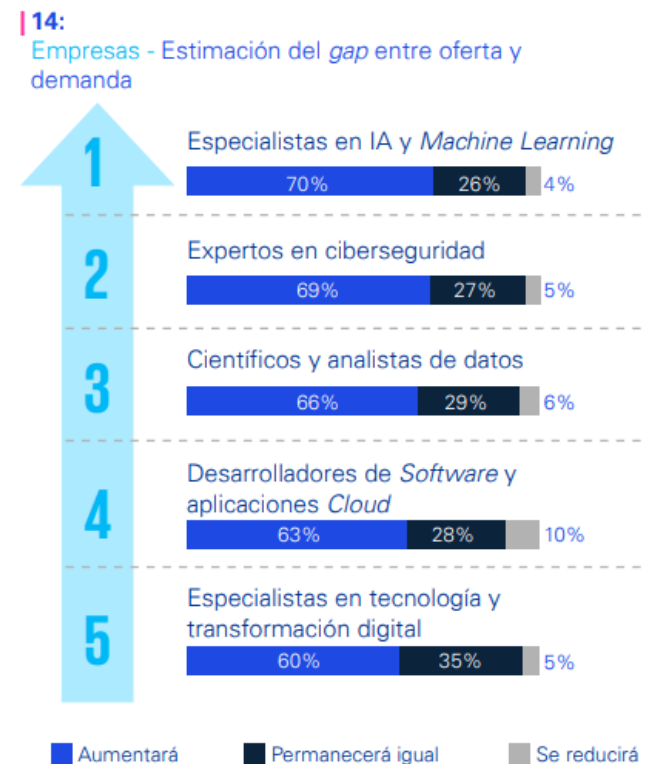 | 14:
Empresas - Estimación del gap entre oferta y
demanda
1
Especialistas en IA y Machine Learning
70% 26% 4%
2
Expertos en ciberseguridad
69% 27% 5%
3
Científicos y analistas de datos
66% 29% 6%
4
Desarrolladores de Software y
aplicaciones Cloud
63% 28% 10%
5
Especialistas en tecnología y
transformación digital
60% 35% 5%
Aumentará Permanecerá igual Se reducirá